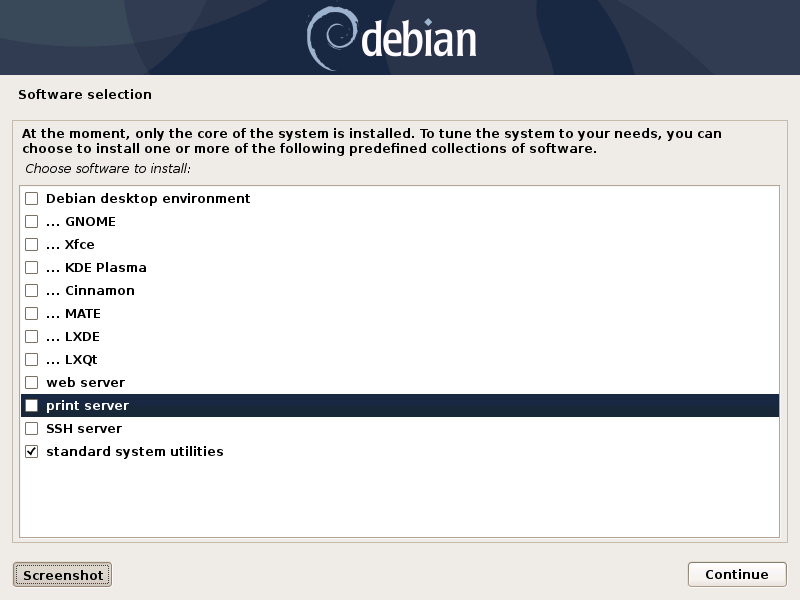 debian
Software selection
At the moment, only the core of the system is installed. To tune the system to your needs, you can
choose to install one or more of the following predefined collections of software.
Choose software to install:
Debian desktop environment
... GNOME
... Xfce
... KDE Plasma
... Cinnamon
... MATE
... LXDE
... LXQt
web server
print server
SSH server
standard system utilities
Screenshot
Continue